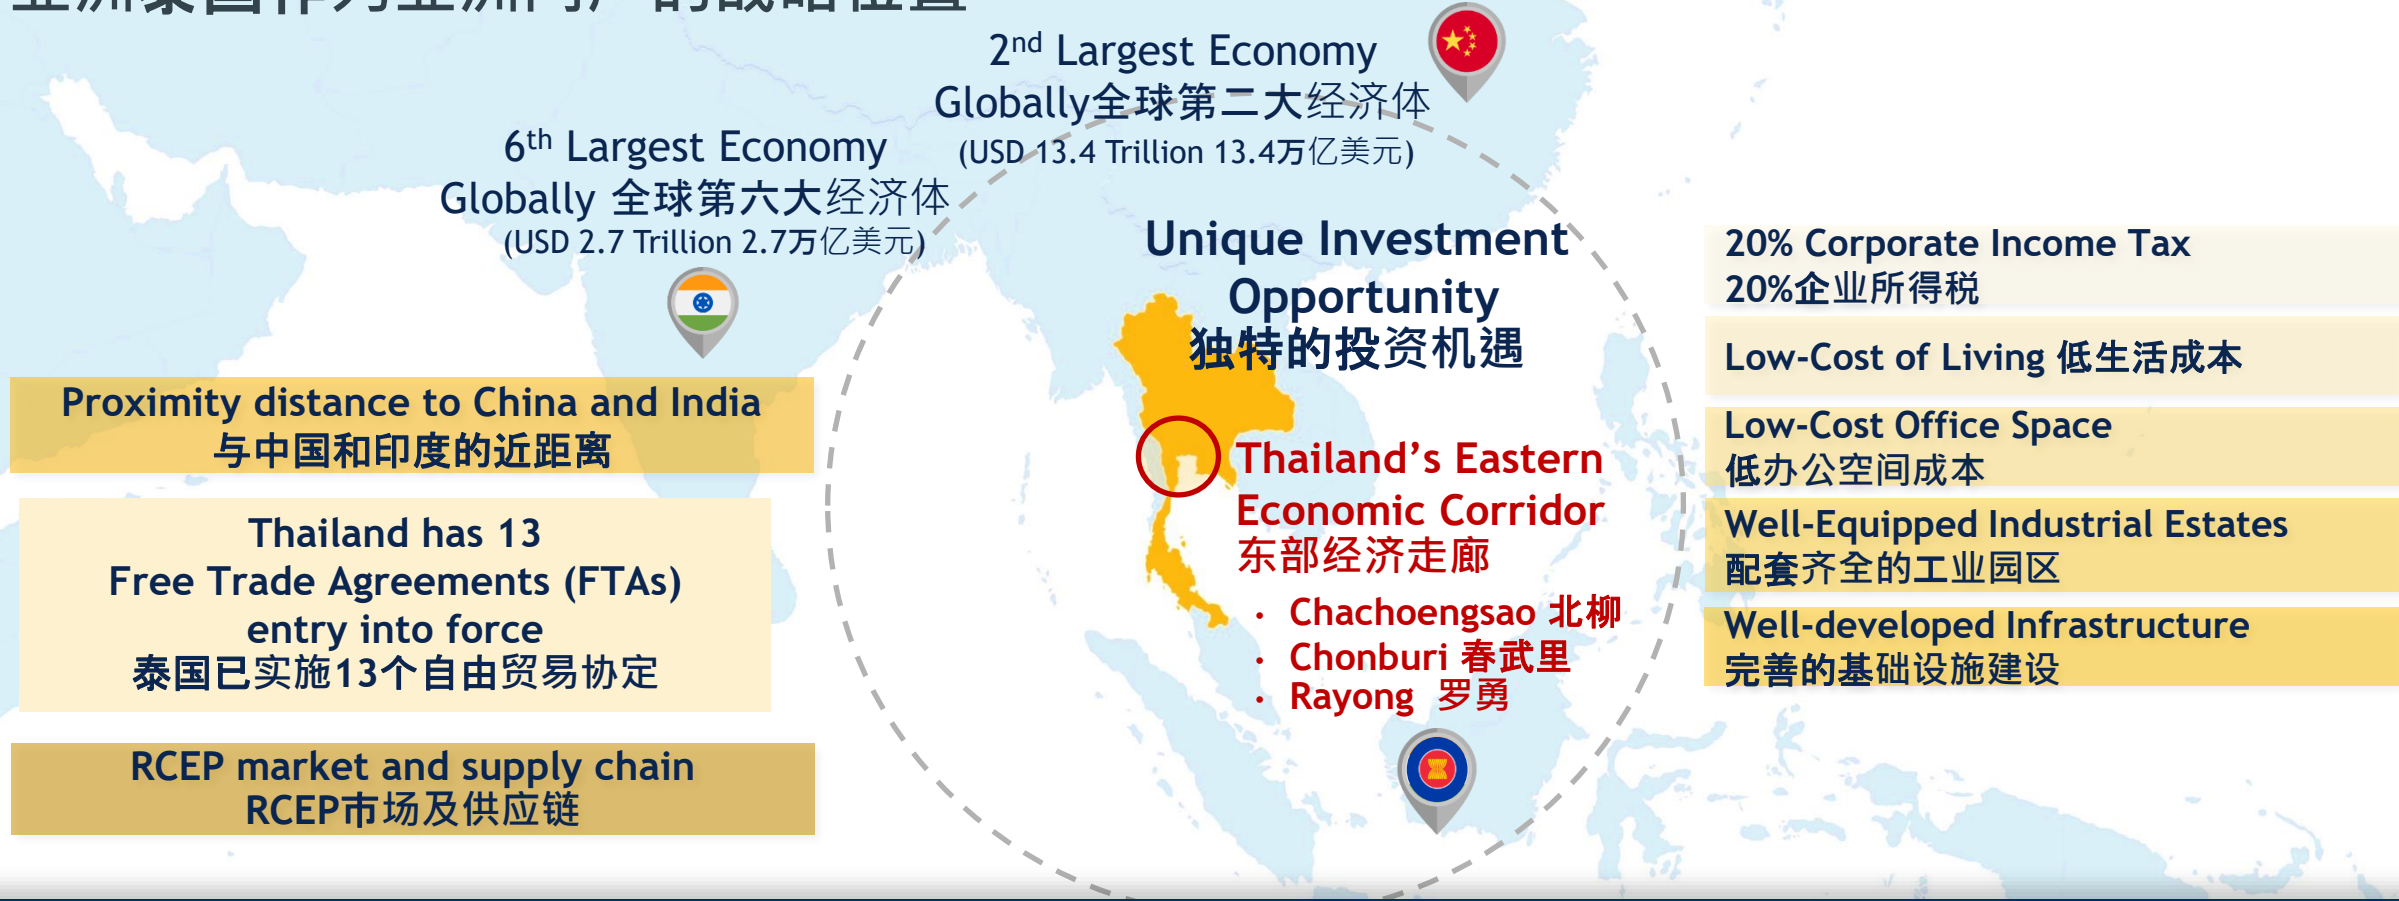 2nd Largest Economy
Globally全球第二大经济体
(USD 13.4 Trillion 13.4万亿美元)
6th Largest Economy
Globally 全球第六大经济体
(USD 2.7 Trillion 2.7万亿美元)
Unique Investment
Opportunity
独特的投资机遇
Proximity distance to China and India
与中国和印度的近距离
Thailand has 13
Free Trade Agreements (FTAs)
entry into force
泰国已实施13个自由贸易协定
RCEP market and supply chain
RCEP市场及供应链
Thailand's Eastern
Economic Corridor
东部经济走廊
• Chachoengsao 北柳
• Chonburi 春武里
• Rayong 罗勇
20% Corporate Income Tax
20%企业所得税
Low-Cost of Living 低生活成本
Low-Cost Office Space
低办公空间成本
Well-Equipped Industrial Estates
配套齐全的工业园区
Well-developed Infrastructure
完善的基础设施建设